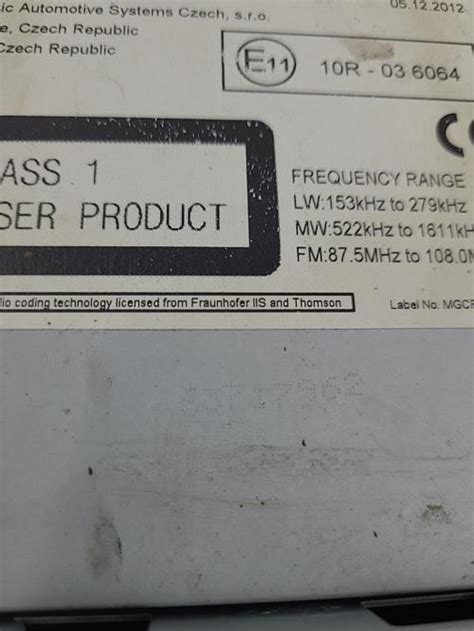 ic Automotive Systems Czech, s.r.o.
05.12.2012
e, Czech Republic
Czech Republic
E11 10R - 03 6064
CE
ASS 1
SER PRODUCT
FREQUENCY RANGE
LW:153kHz to 279kHz
MW:522kHz to 1611kH
FM:87.5MHz to 108.0M
io coding technology licensed from Fraunhofer IIS and Thomson
Label No. MGCF